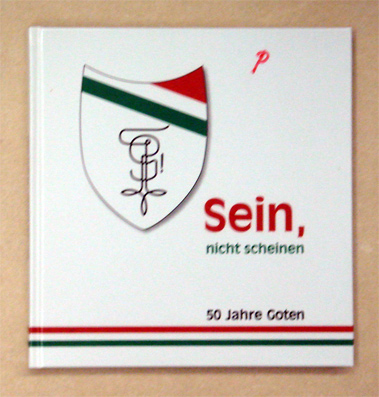 P
Sein,
nicht scheinen
50 Jahre Goten